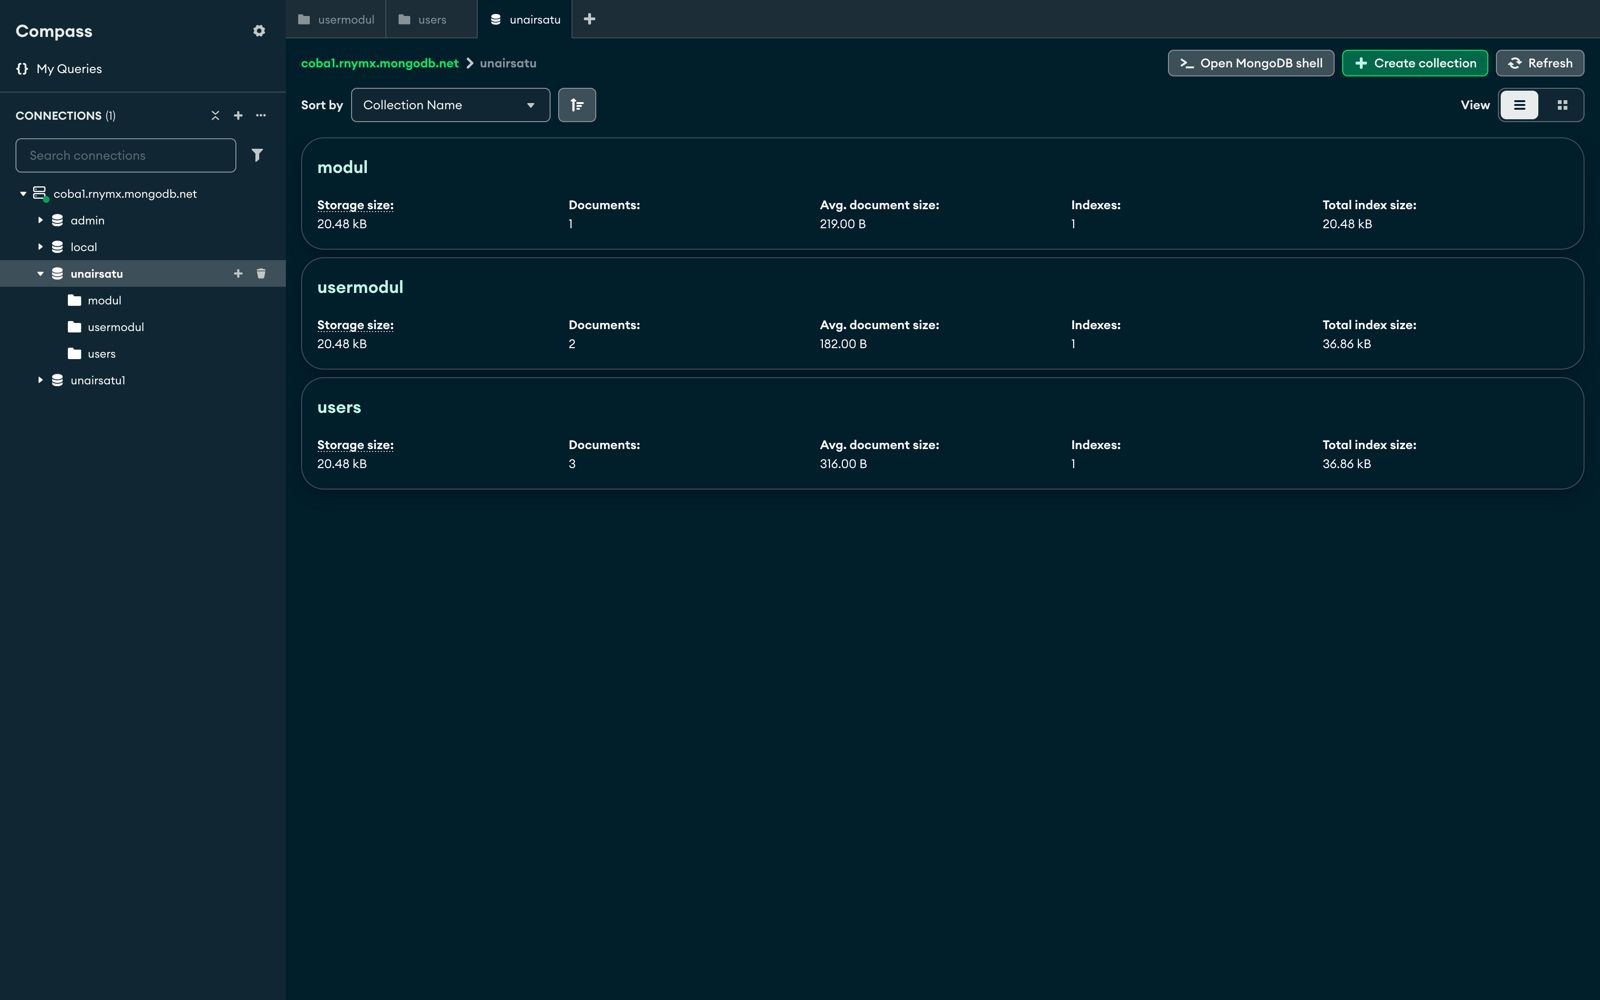 Compass
{} My Queries
CONNECTIONS (1)
Search connections
coba1.rnymx.mongodb.net
admin
local
unairsatu
modul
usermodul
users
unairsatu1
usermodul
users
unairsatu
coba1.rnymx.mongodb.net > unairsatu
>_ Open MongoDB shell
Create collection
Refresh
Sort by
Collection Name
View
modul
Storage size: Documents: Avg. document size: Indexes: Total index size:
20.48 kB 1 219.00 B 1 20.48 kB
usermodul
Storage size: Documents: Avg. document size: Indexes: Total index size:
20.48 kB 2 182.00 B 1 36.86 kB
users
Storage size: Documents: Avg. document size: Indexes: Total index size:
20.48 kB 3 316.00 B 1 36.86 kB